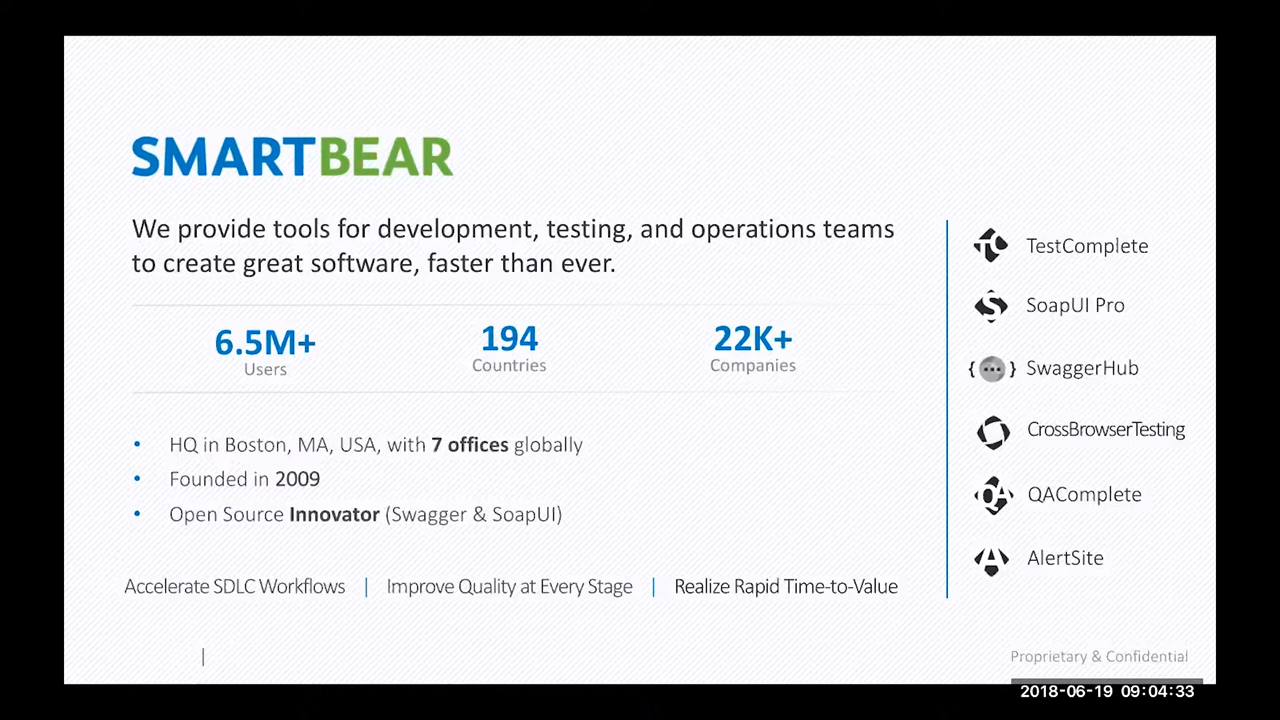 SMARTBEAR
We provide tools for development, testing, and operations teams
to create great software, faster than ever.
6.5M+
Users
194
Countries
22K+
Companies
• HQ in Boston, MA, USA, with 7 offices globally
• Founded in 2009
• Open Source Innovator (Swagger & SoapUI)
Accelerate SDLC Workflows | Improve Quality at Every Stage | Realize Rapid Time-to-Value
TestComplete
SoapUI Pro
SwaggerHub
CrossBrowserTesting
QAComplete
AlertSite
|
Proprietary & Confidential
2018-06-19 09:04:33